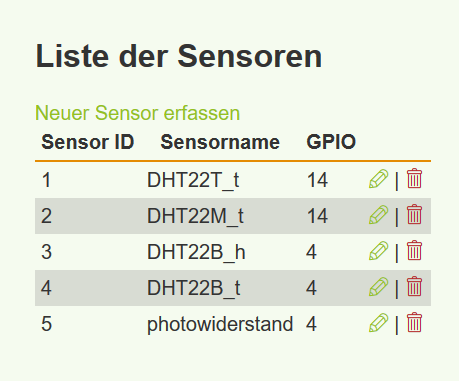 Liste der Sensoren
Neuer Sensor erfassen
Sensor ID Sensorname GPIO
1 DHT22T_t 14 |
2 DHT22M_t 14 |
3 DHT22B_h 4 |
4 DHT22B_t 4 |
5 photowiderstand 4 |